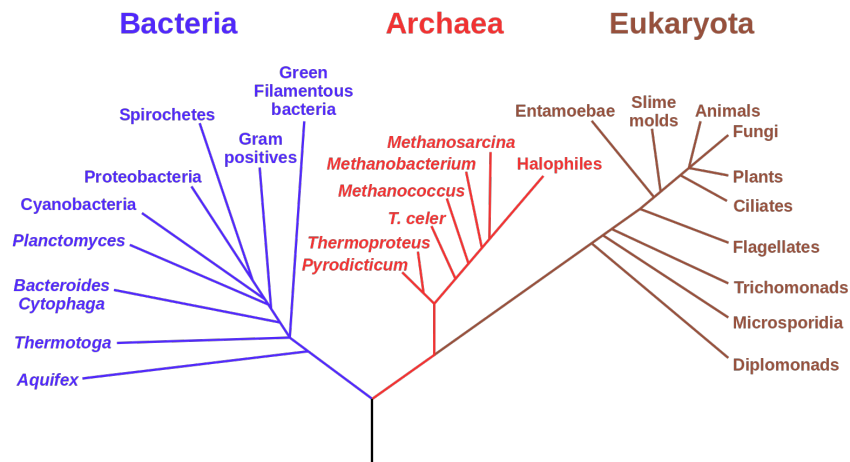 Bacteria
Archaea
Eukaryota
Green
Filamentous
bacteria
Spirochetes
Gram
positives
Proteobacteria
Cyanobacteria
Planctomyces
Bacteroides
Cytophaga
Thermotoga
Aquifex
Methanosarcina
Methanobacterium
Halophiles
Methanococcus
T. celer
Thermoproteus
Pyrodicticum
Entamoebae
Slime
molds
Animals
Fungi
Plants
Ciliates
Flagellates
Trichomonads
Microsporidia
Diplomonads